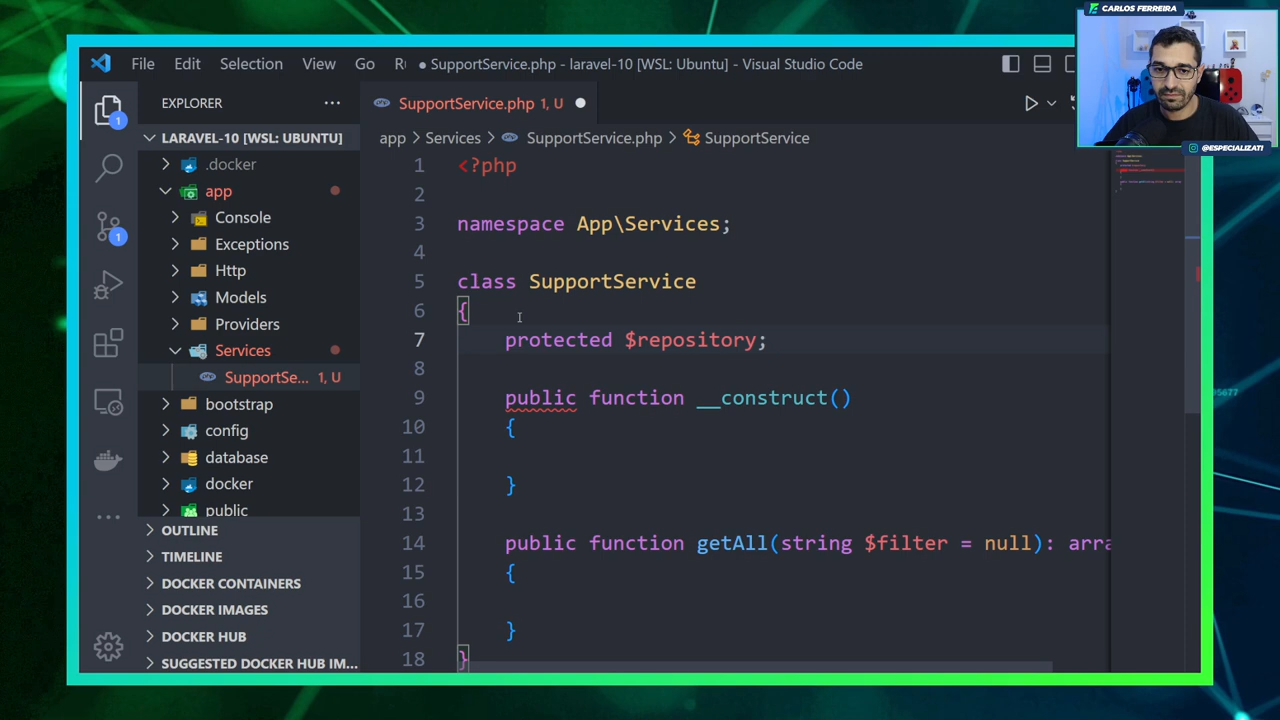 CARLOS FERREIRA
File Edit Selection View Go R
● SupportService.php - laravel-10 [WSL: Ubuntu] - Visual Studio Code
EXPLORER ...
SupportService.php 1, U ●
LARAVEL-10 [WSL: UBUNTU]
app > Services > SupportService.php > SupportService
@ESPECIALIZATI
.docker
app
Console
Exceptions
Http
Models
Providers
Services
SupportSe... 1, U
bootstrap
config
database
docker
public
OUTLINE
TIMELINE
DOCKER CONTAINERS
DOCKER IMAGES
DOCKER HUB
SUGGESTED DOCKER HUB IM...
1
1
1 <?php
2
3 namespace App\Services;
4
5 class SupportService
6 {
7 protected $repository;
8
9 public function __construct()
10 {
11
12 }
13
14 public function getAll(string $filter = null): arra
15 {
16
17 }
18 }